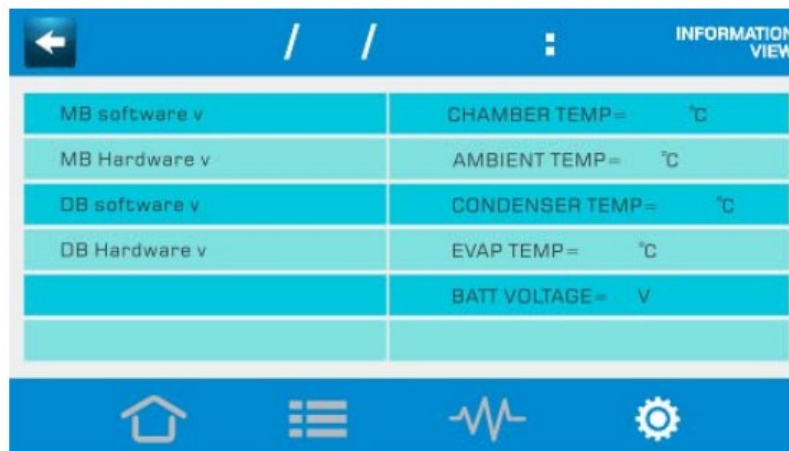 / / :
INFORMATION
VIEW
MB software v
CHAMBER TEMP= °C
MB Hardware v
AMBIENT TEMP= °C
DB software v
CONDENSER TEMP= °C
DB Hardware v
EVAP TEMP= °C
BATT VOLTAGE= V